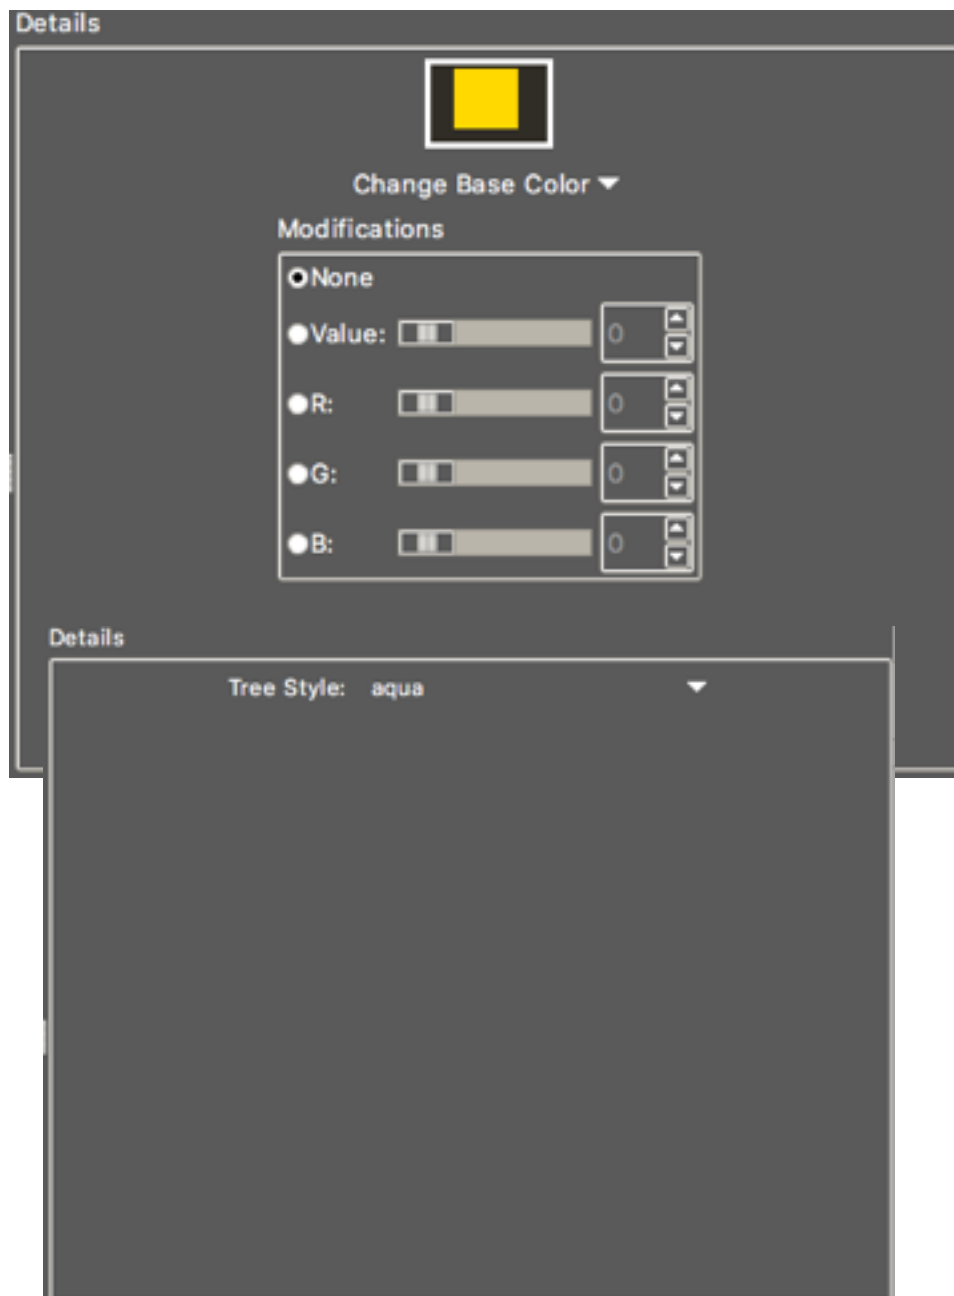 Details
Change Base Color
Modifications
None
Value: 0
R: 0
G: 0
B: 0
Details
Tree Style: aqua